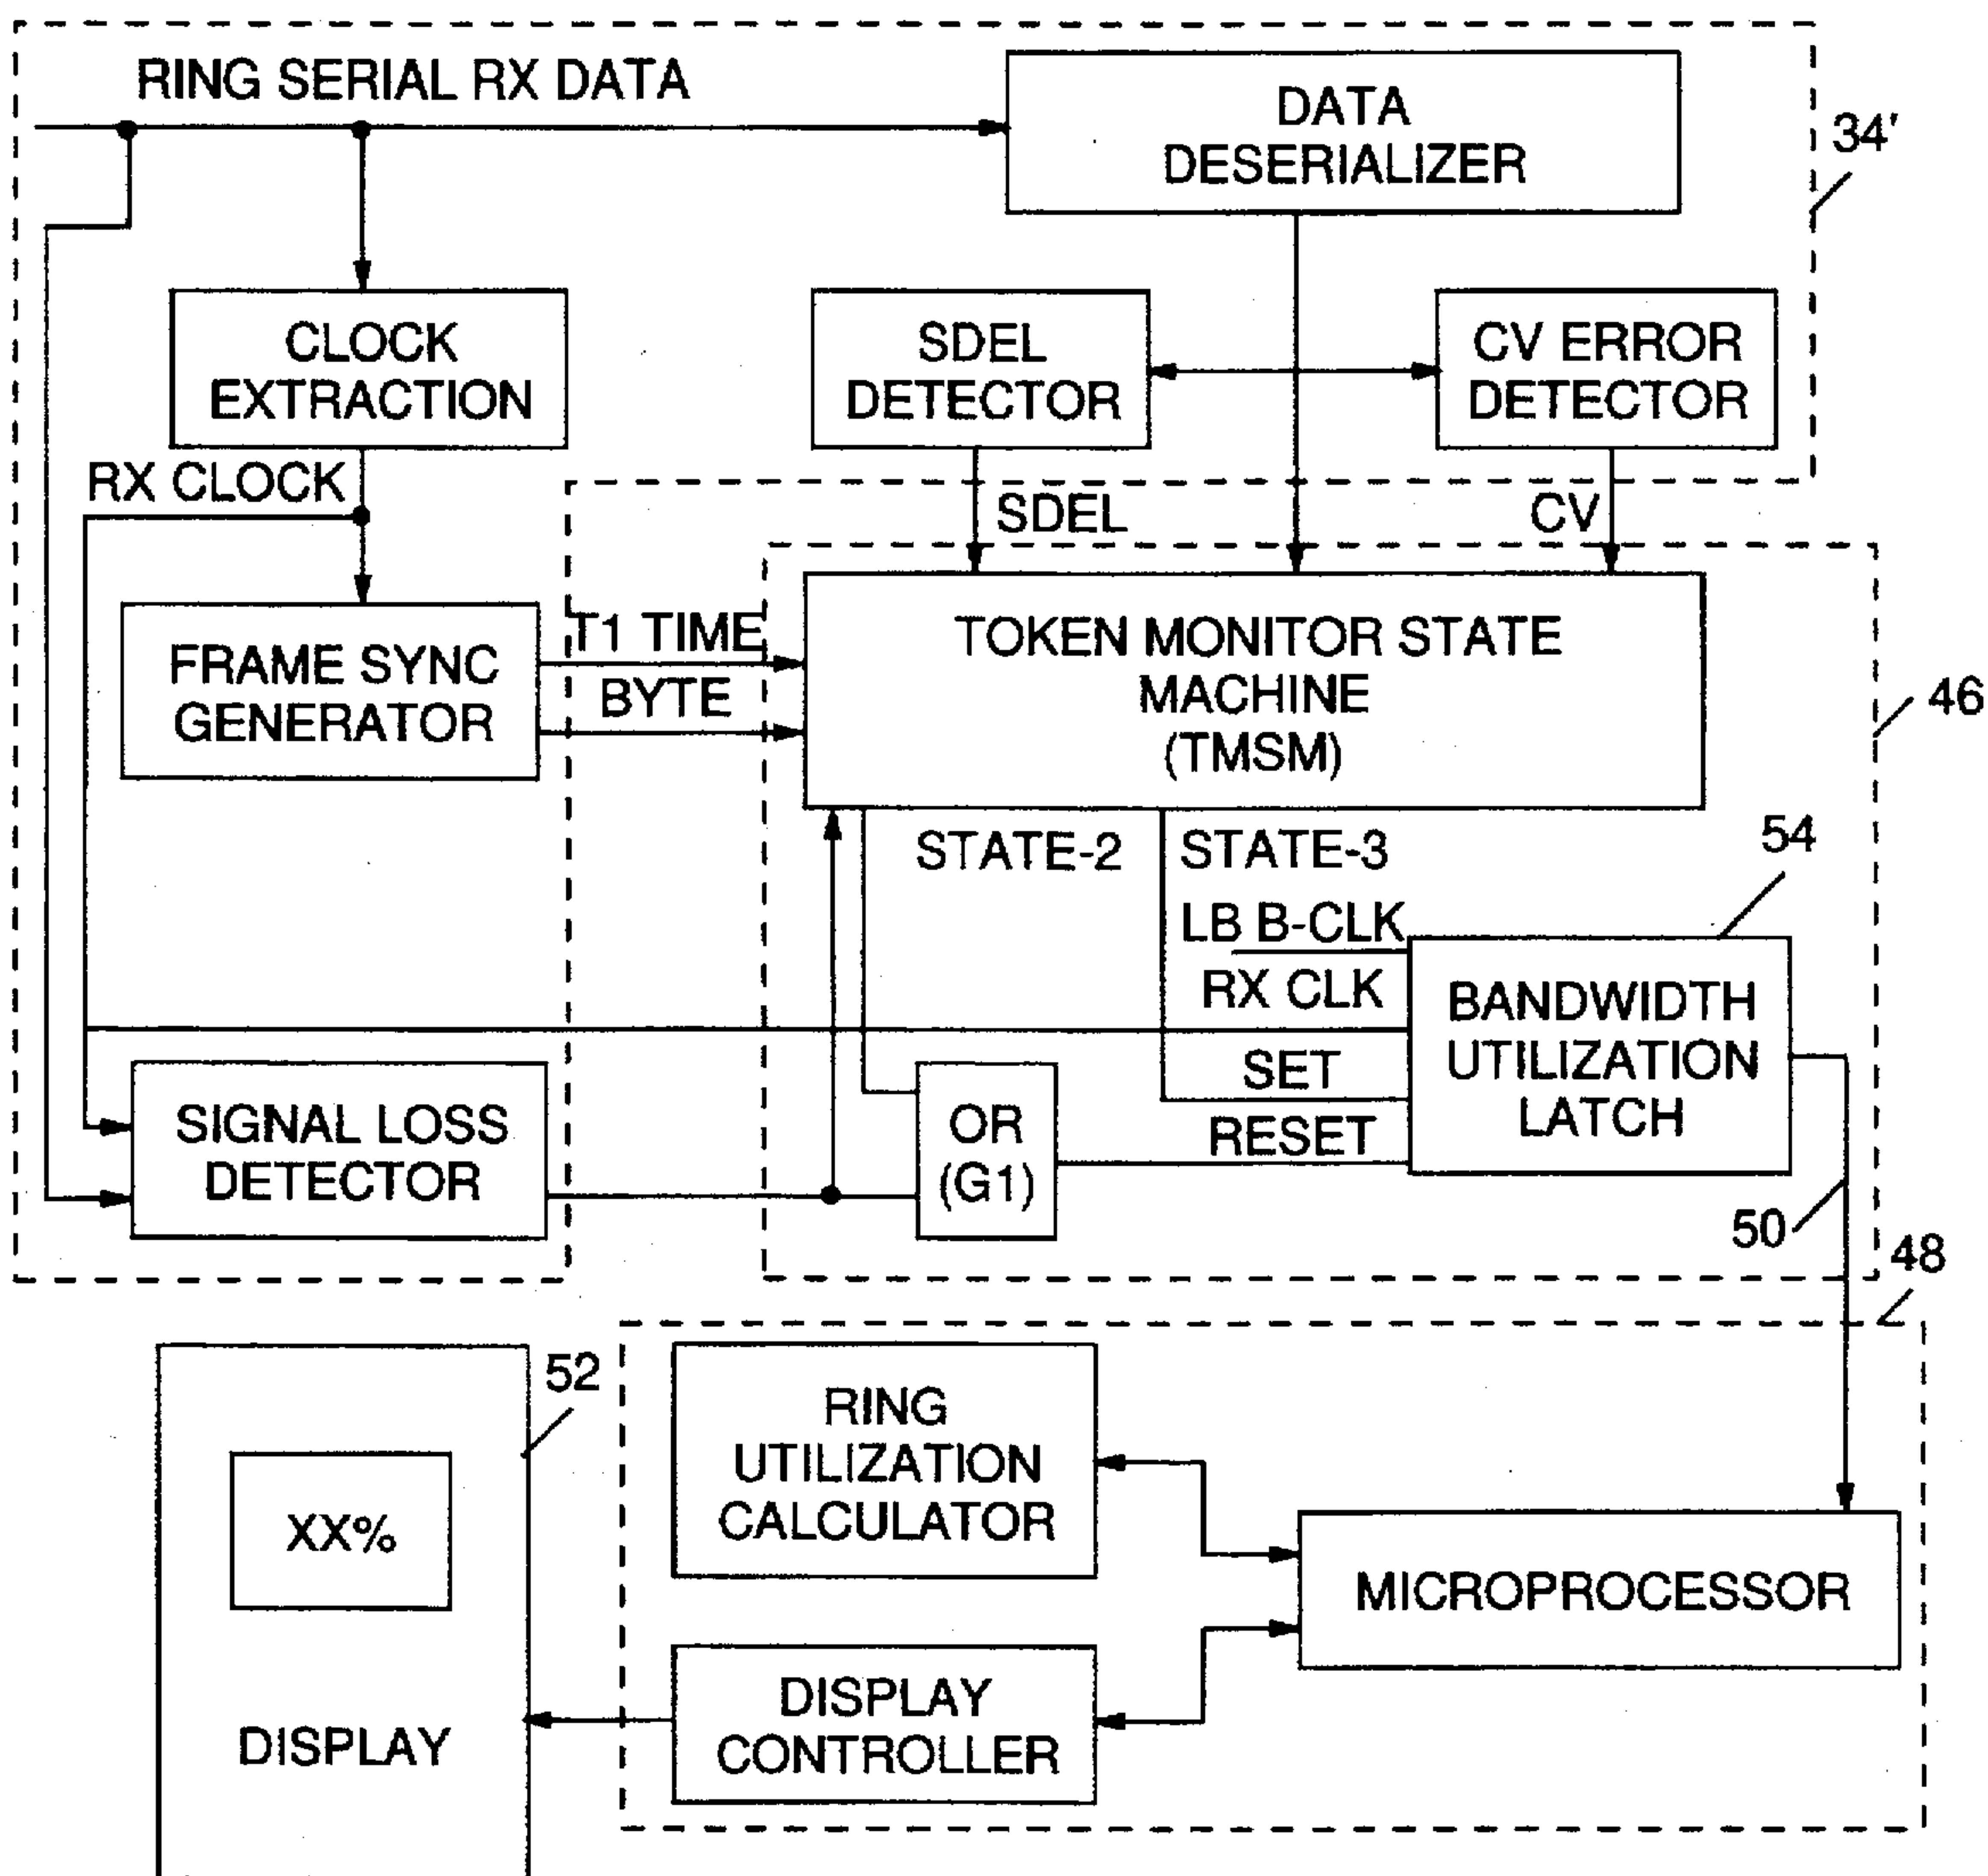 RING SERIAL RX DATA
DATA
DESERIALIZER
34'
CLOCK
EXTRACTION
SDEL
DETECTOR
CV ERROR
DETECTOR
RX CLOCK
SDEL
CV
FRAME SYNC
GENERATOR
T1 TIME
BYTE
TOKEN MONITOR STATE
MACHINE
(TMSM)
46
STATE-2
STATE-3
54
LB B-CLK
RX CLK
SET
RESET
BANDWIDTH
UTILIZATION
LATCH
SIGNAL LOSS
DETECTOR
OR
(G1)
50
48
52
XX%
DISPLAY
RING
UTILIZATION
CALCULATOR
MICROPROCESSOR
DISPLAY
CONTROLLER